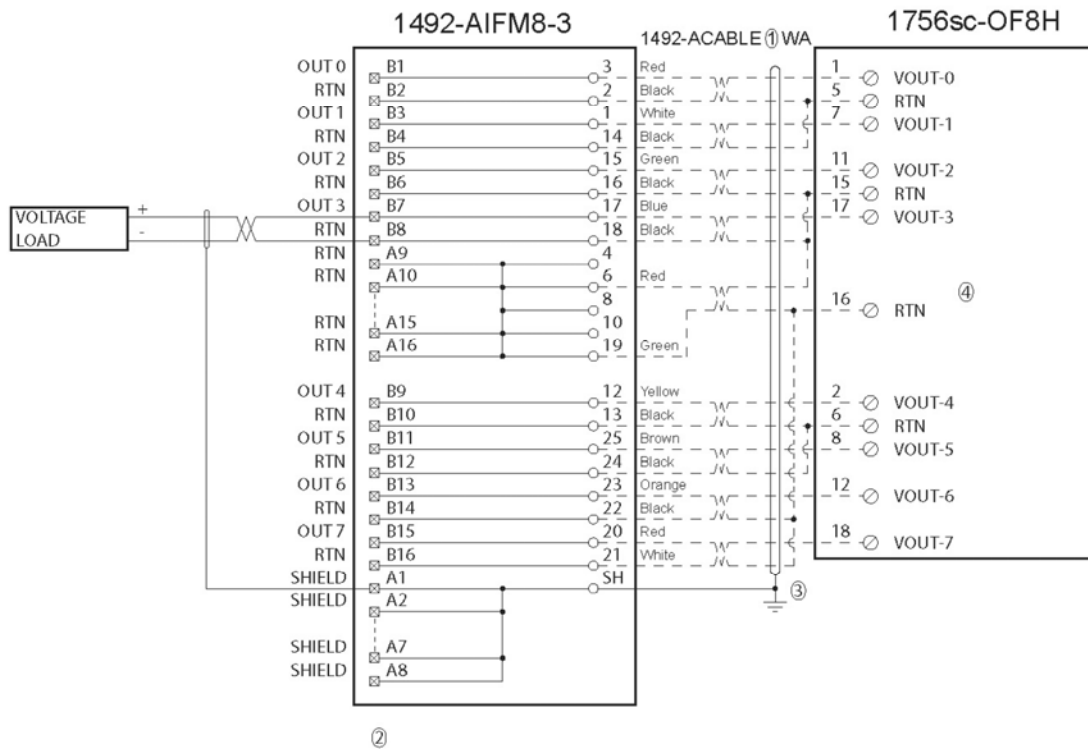 1492-AIFM8-3
1756sc-OF8H
1492-ACABLE ① WA
OUT 0 B1 3 Red 1 VOUT-0
RTN B2 2 Black 5 RTN
OUT 1 B3 1 White 7 VOUT-1
RTN B4 14 Black
OUT 2 B5 15 Green 11 VOUT-2
RTN B6 16 Black 15 RTN
OUT 3 B7 17 Blue 17 VOUT-3
VOLTAGE LOAD + -
RTN B8 18 Black
RTN A9 4
RTN A10 6 Red
8
16 RTN ④
RTN A15 10
RTN A16 19 Green
OUT 4 B9 12 Yellow 2 VOUT-4
RTN B10 13 Black 6 RTN
OUT 5 B11 25 Brown 8 VOUT-5
RTN B12 24 Black
OUT 6 B13 23 Orange 12 VOUT-6
RTN B14 22 Black
OUT 7 B15 20 Red 18 VOUT-7
RTN B16 21 White
SHIELD A1 SH ③
SHIELD A2
SHIELD A7
SHIELD A8
②